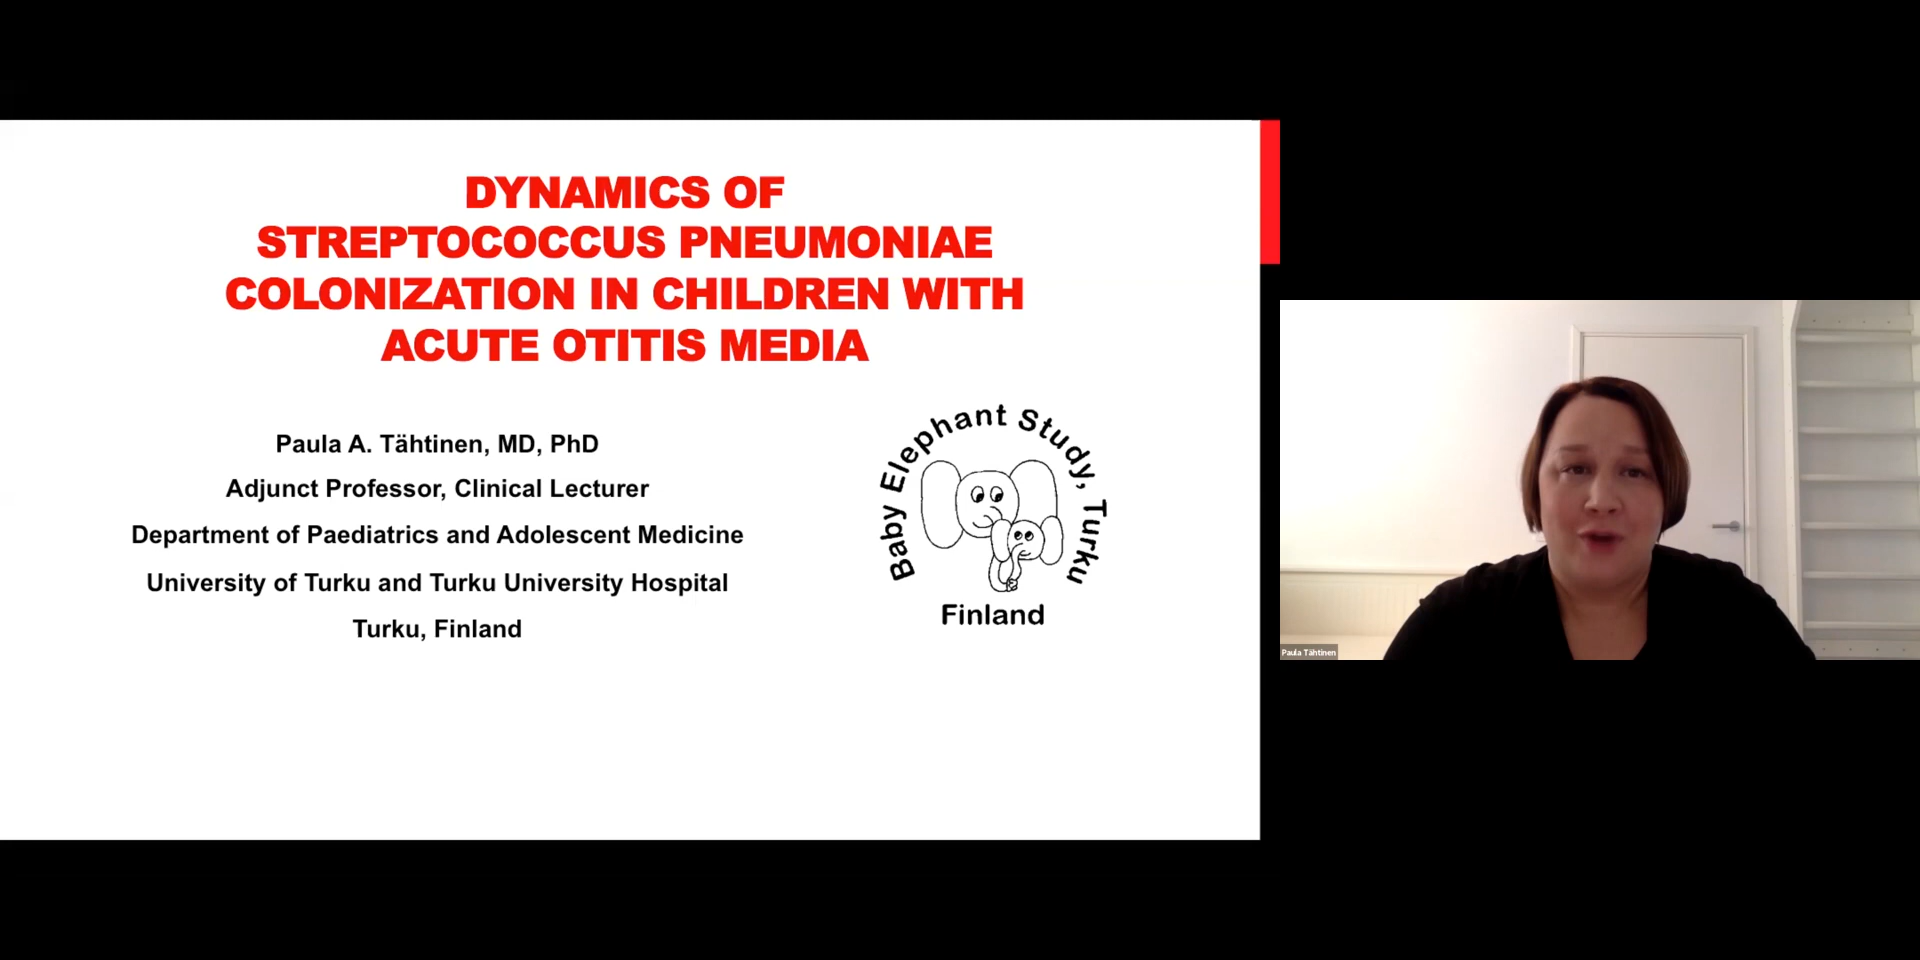 DYNAMICS OF
STREPTOCOCCUS PNEUMONIAE
COLONIZATION IN CHILDREN WITH
ACUTE OTITIS MEDIA
Paula A. Tähtinen, MD, PhD
Adjunct Professor, Clinical Lecturer
Department of Paediatrics and Adolescent Medicine
University of Turku and Turku University Hospital
Turku, Finland
Baby Elephant Study, Turku
Finland
Paula Tähtinen